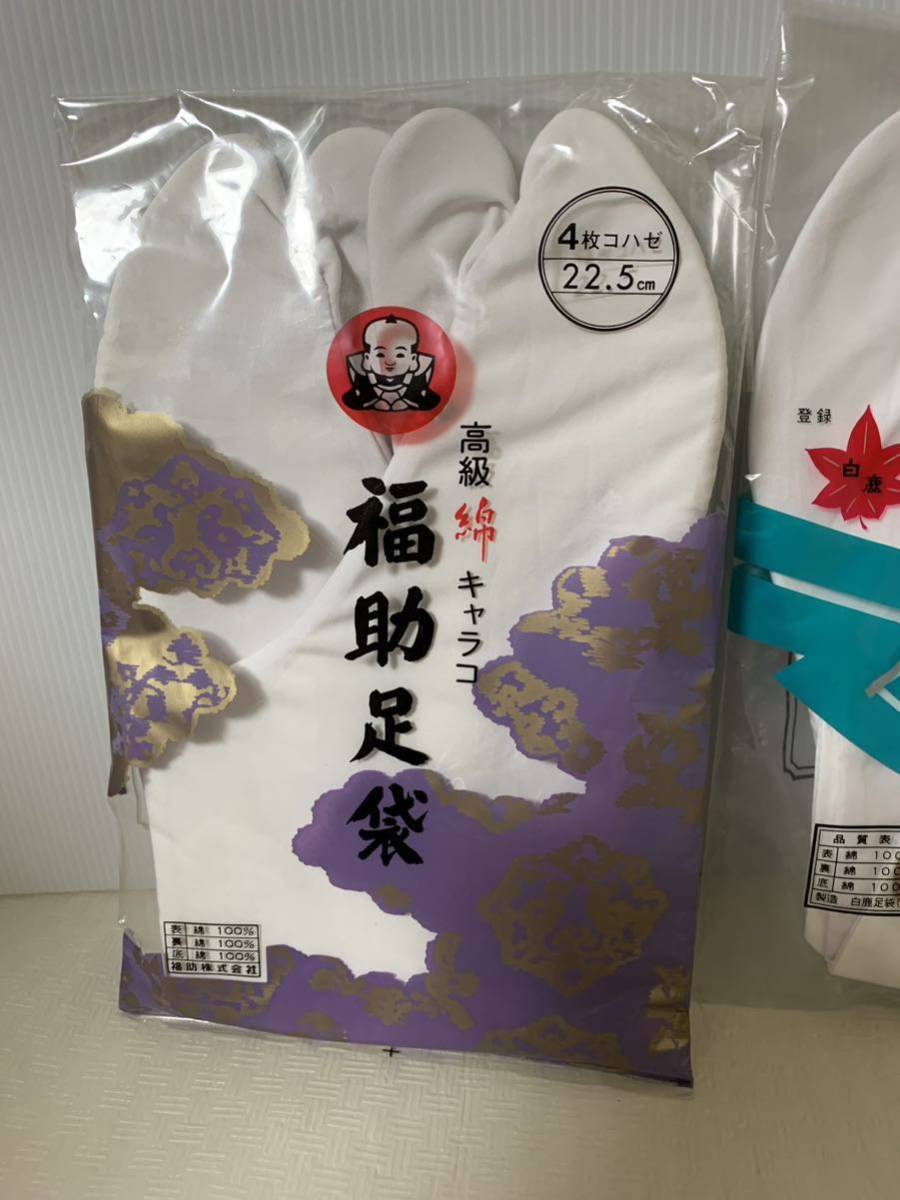 4枚コハゼ
22.5cm
高級綿キャラコ
福助足袋
表 綿 100%
裏 綿 100%
底 綿 100%
福助株式会社
登録
白鹿
品質表
表 綿 100
裏 綿 100
底 綿 100
製造 白鹿足袋